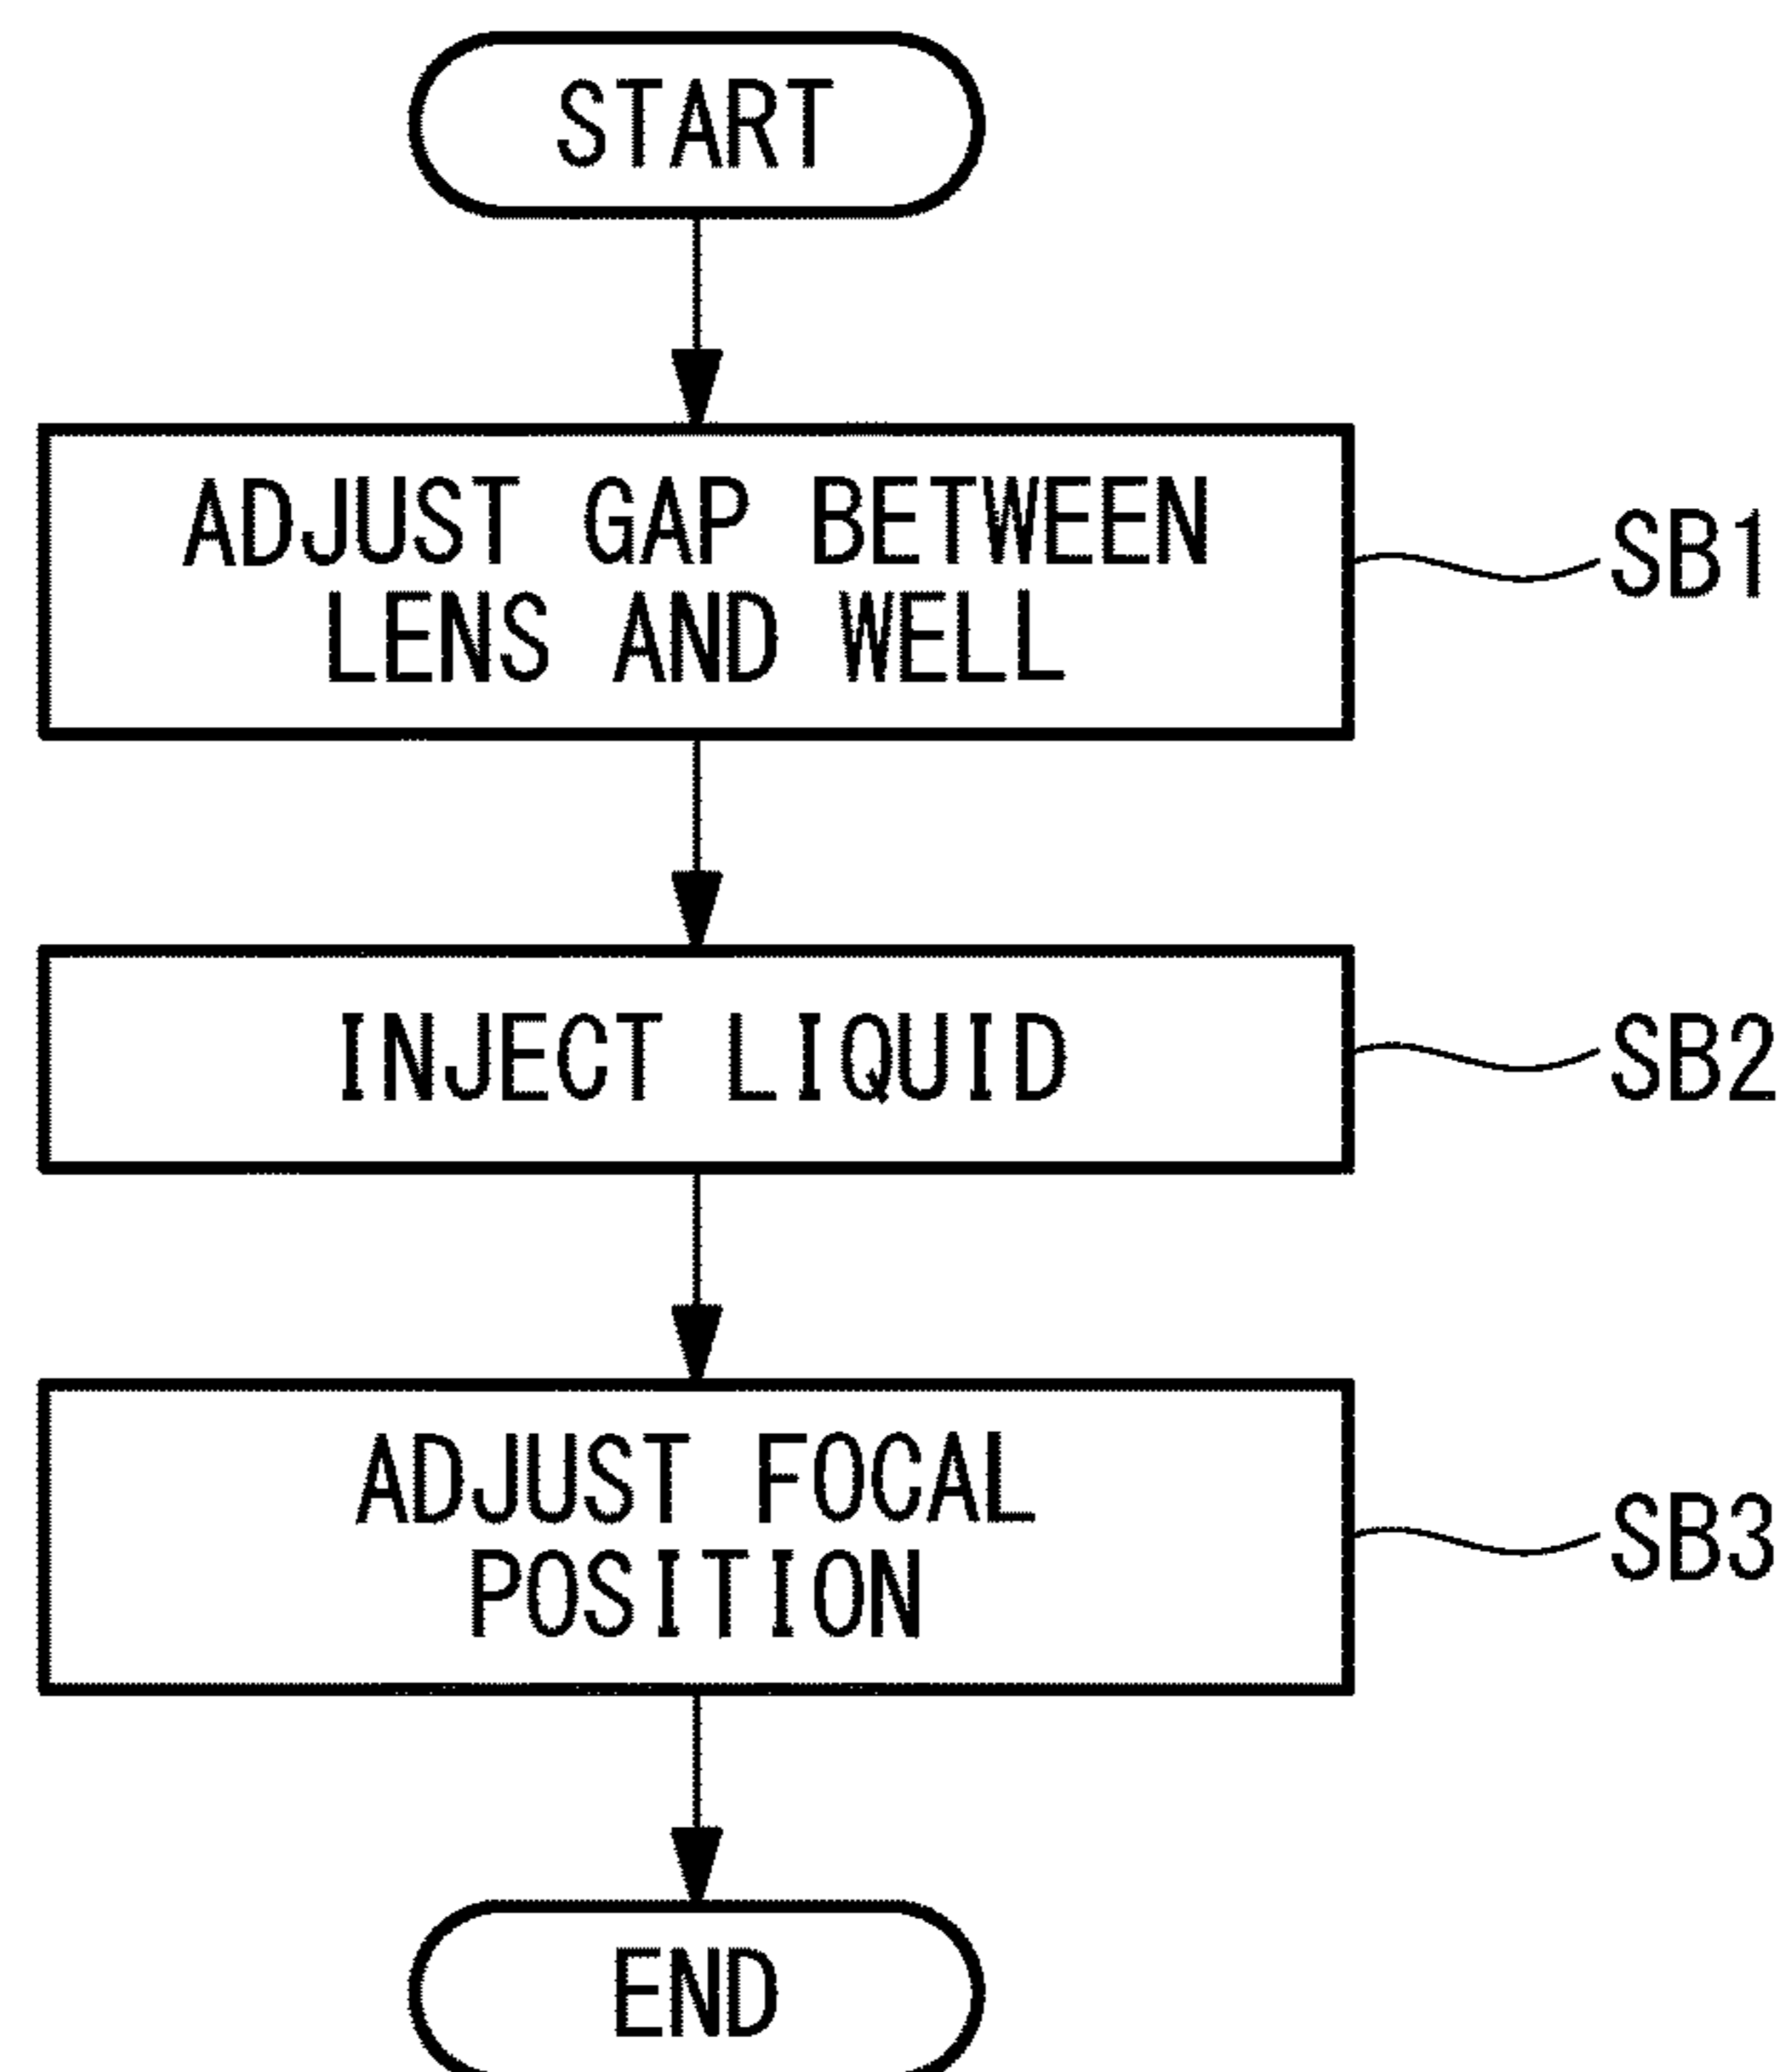 START
ADJUST GAP BETWEEN
LENS AND WELL
SB1
INJECT LIQUID
SB2
ADJUST FOCAL
POSITION
SB3
END